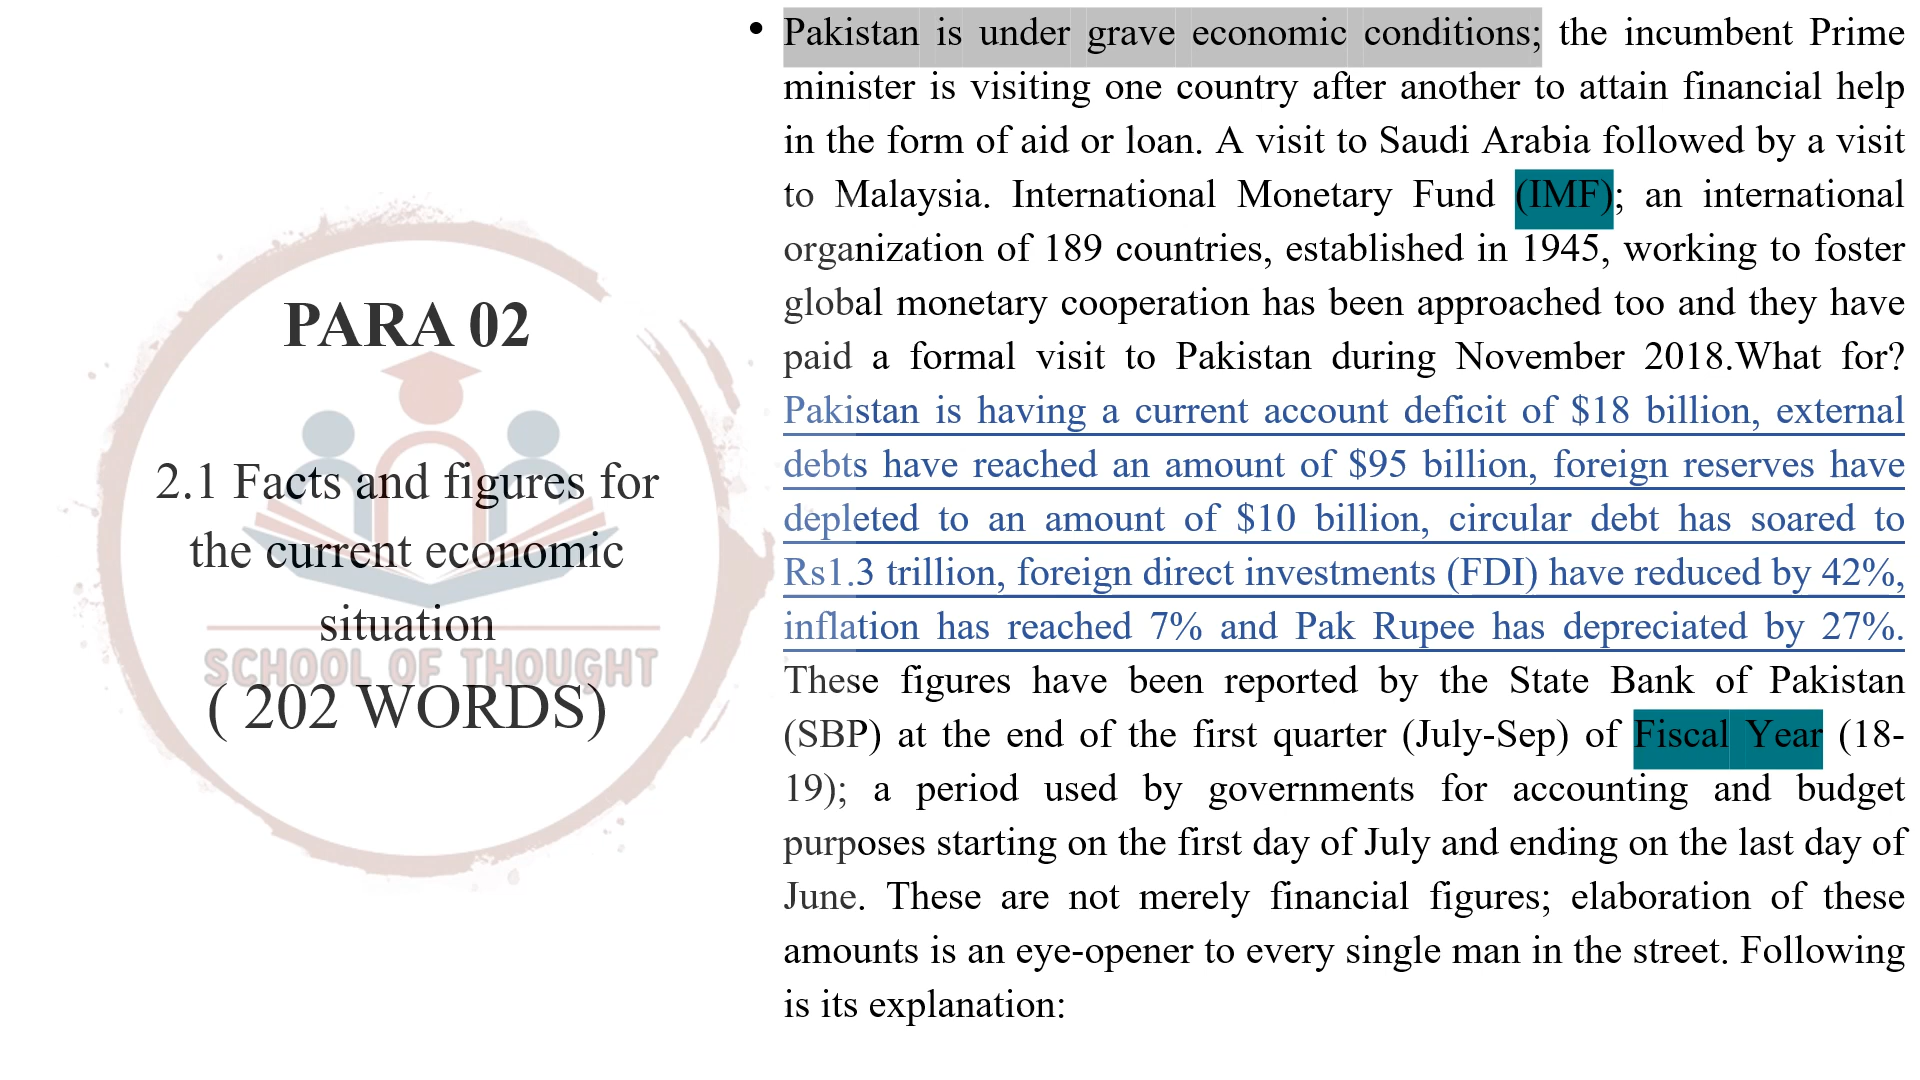 PARA 02
2.1 Facts and figures for
the current economic
situation
SCHOOL OF THOUGHT
( 202 WORDS)
• Pakistan is under grave economic conditions; the incumbent Prime
minister is visiting one country after another to attain financial help
in the form of aid or loan. A visit to Saudi Arabia followed by a visit
to Malaysia. International Monetary Fund (IMF); an international
organization of 189 countries, established in 1945, working to foster
global monetary cooperation has been approached too and they have
paid a formal visit to Pakistan during November 2018.What for?
Pakistan is having a current account deficit of $18 billion, external
debts have reached an amount of $95 billion, foreign reserves have
depleted to an amount of $10 billion, circular debt has soared to
Rs1.3 trillion, foreign direct investments (FDI) have reduced by 42%,
inflation has reached 7% and Pak Rupee has depreciated by 27%.
These figures have been reported by the State Bank of Pakistan
(SBP) at the end of the first quarter (July-Sep) of Fiscal Year (18-
19); a period used by governments for accounting and budget
purposes starting on the first day of July and ending on the last day of
June. These are not merely financial figures; elaboration of these
amounts is an eye-opener to every single man in the street. Following
is its explanation: